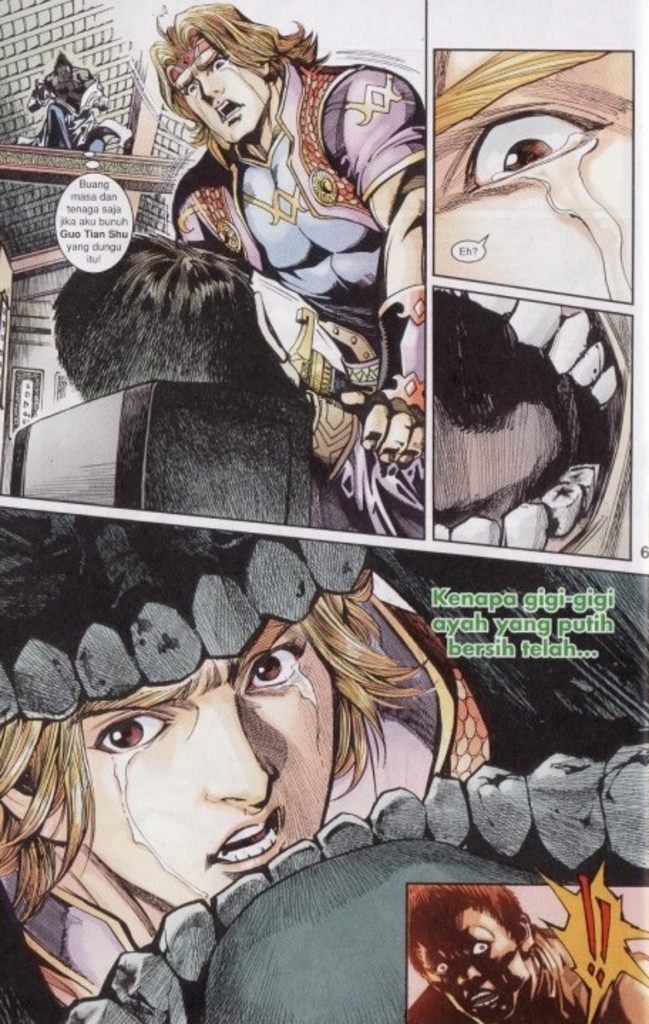 Buang
masa dan
tenaga saja
jika aku bunuh
Guo Tian Shu
yang dungu
itu!
Eh?
6
Kenapa gigi-gigi
ayah yang putih
bersih telah...
!!